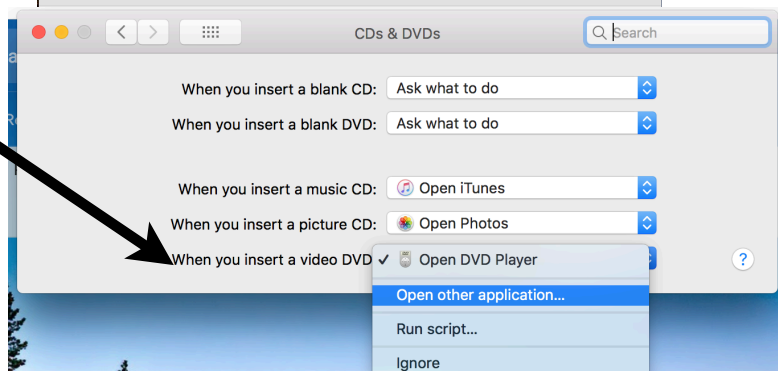 CDs & DVDs
Search
When you insert a blank CD: Ask what to do
When you insert a blank DVD: Ask what to do
When you insert a music CD: Open iTunes
When you insert a picture CD: Open Photos
When you insert a video DVD ✓ Open DVD Player
?
Open other application...
Run script...
Ignore